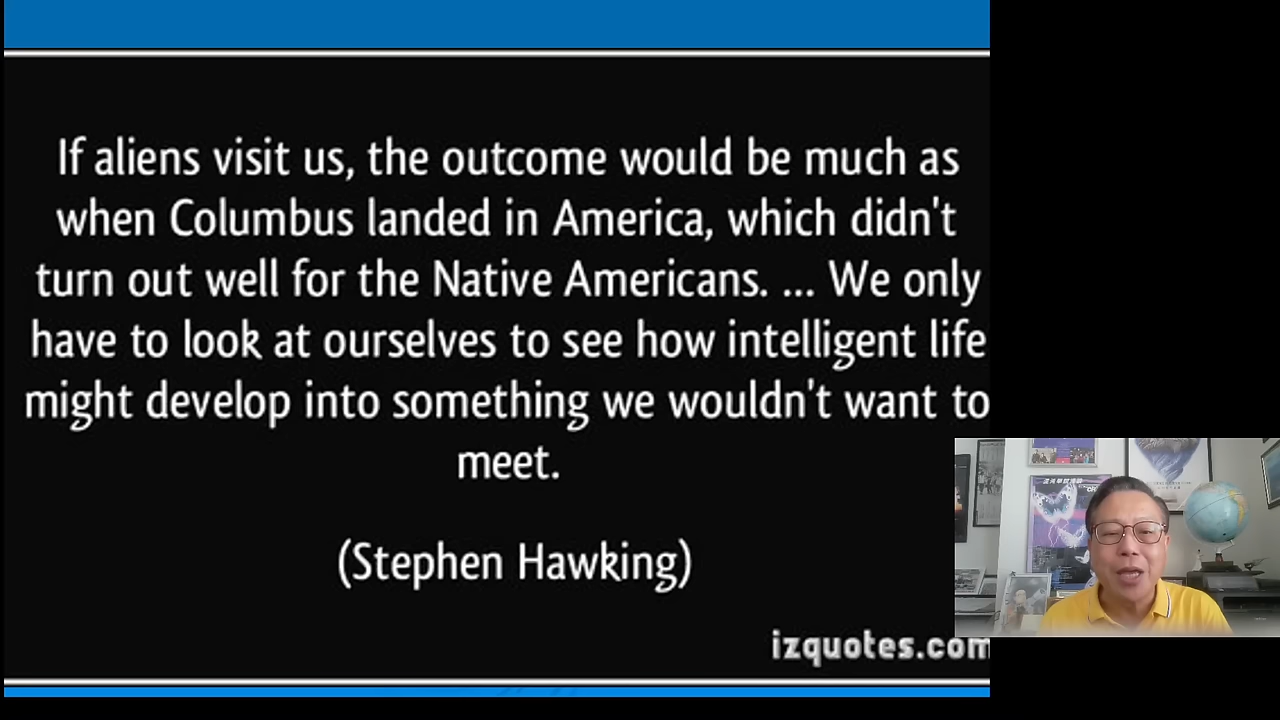 If aliens visit us, the outcome would be much as
when Columbus landed in America, which didn't
turn out well for the Native Americans. ... We only
have to look at ourselves to see how intelligent life
might develop into something we wouldn't want to
meet.
(Stephen Hawking)
izquotes.com